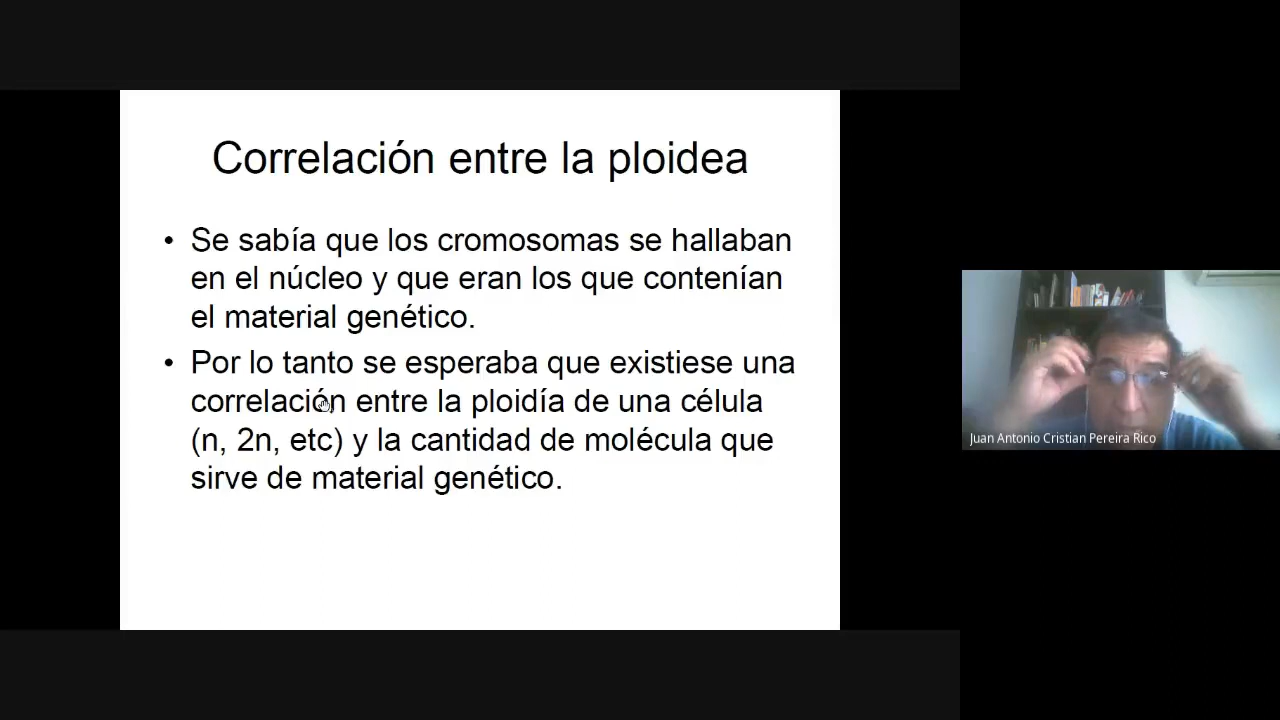 Correlación entre la ploidea
• Se sabía que los cromosomas se hallaban
en el núcleo y que eran los que contenían
el material genético.
• Por lo tanto se esperaba que existiese una
correlación entre la ploidía de una célula
(n, 2n, etc) y la cantidad de molécula que
sirve de material genético.
Juan Antonio Cristian Pereira Rico